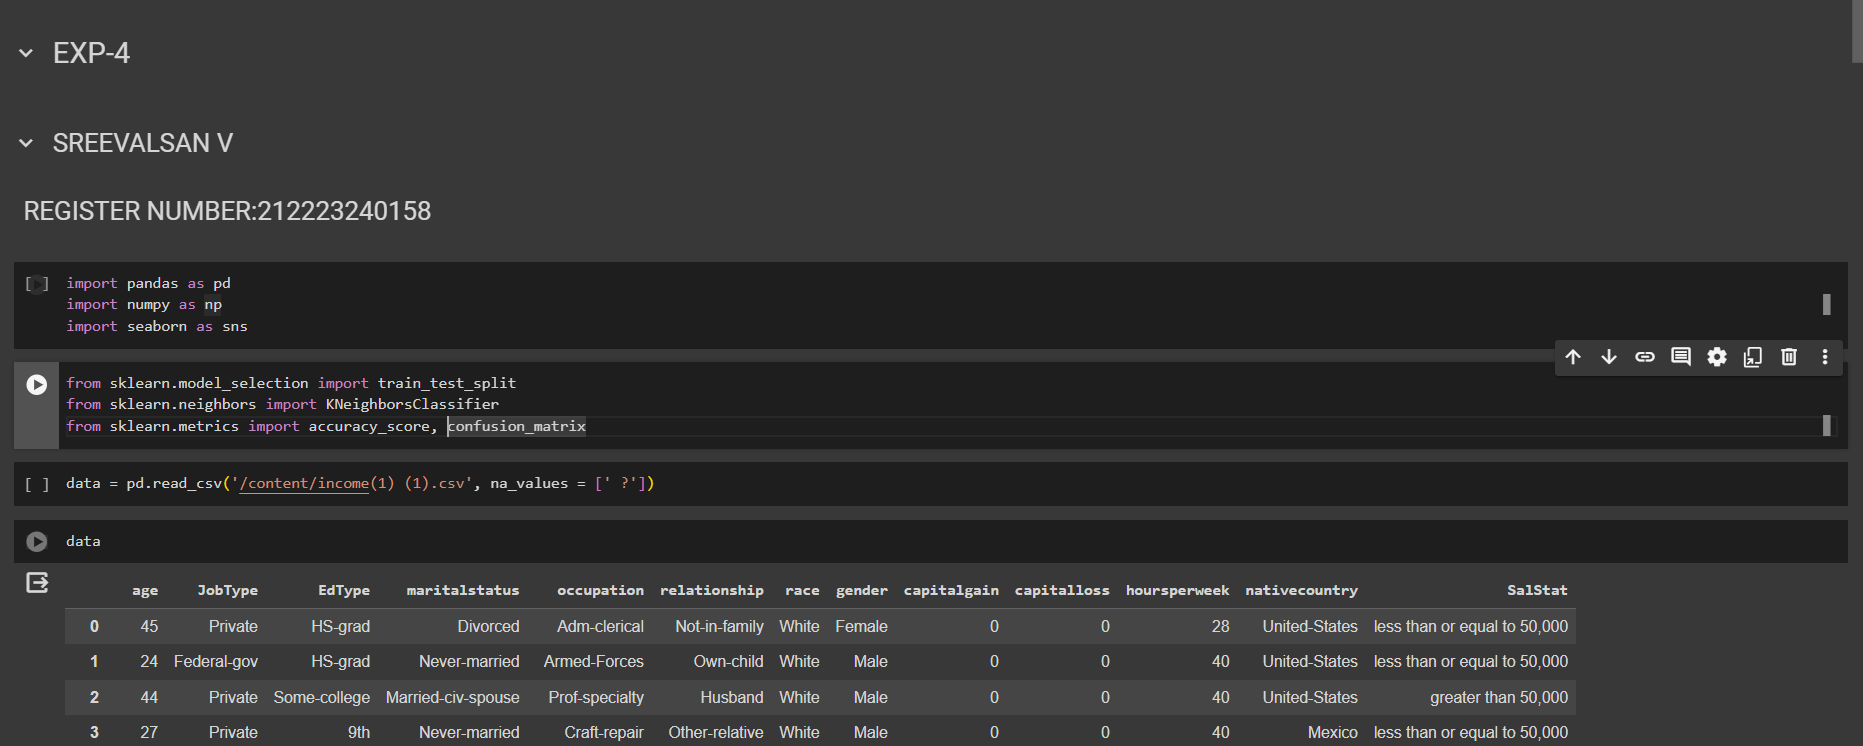 EXP-4
SREEVALSAN V
REGISTER NUMBER:212223240158
[ ] import pandas as pd
import numpy as np
import seaborn as sns
from sklearn.model_selection import train_test_split
from sklearn.neighbors import KNeighborsClassifier
from sklearn.metrics import accuracy_score, confusion_matrix
[ ] data = pd.read_csv('/content/income(1) (1).csv', na_values = [' ?'])
data
age JobType EdType maritalstatus occupation relationship race gender capitalgain capitalloss hoursperweek nativecountry SalStat
0 45 Private HS-grad Divorced Adm-clerical Not-in-family White Female 0 0 28 United-States less than or equal to 50,000
1 24 Federal-gov HS-grad Never-married Armed-Forces Own-child White Male 0 0 40 United-States less than or equal to 50,000
2 44 Private Some-college Married-civ-spouse Prof-specialty Husband White Male 0 0 40 United-States greater than 50,000
3 27 Private 9th Never-married Craft-repair Other-relative White Male 0 0 40 Mexico less than or equal to 50,000